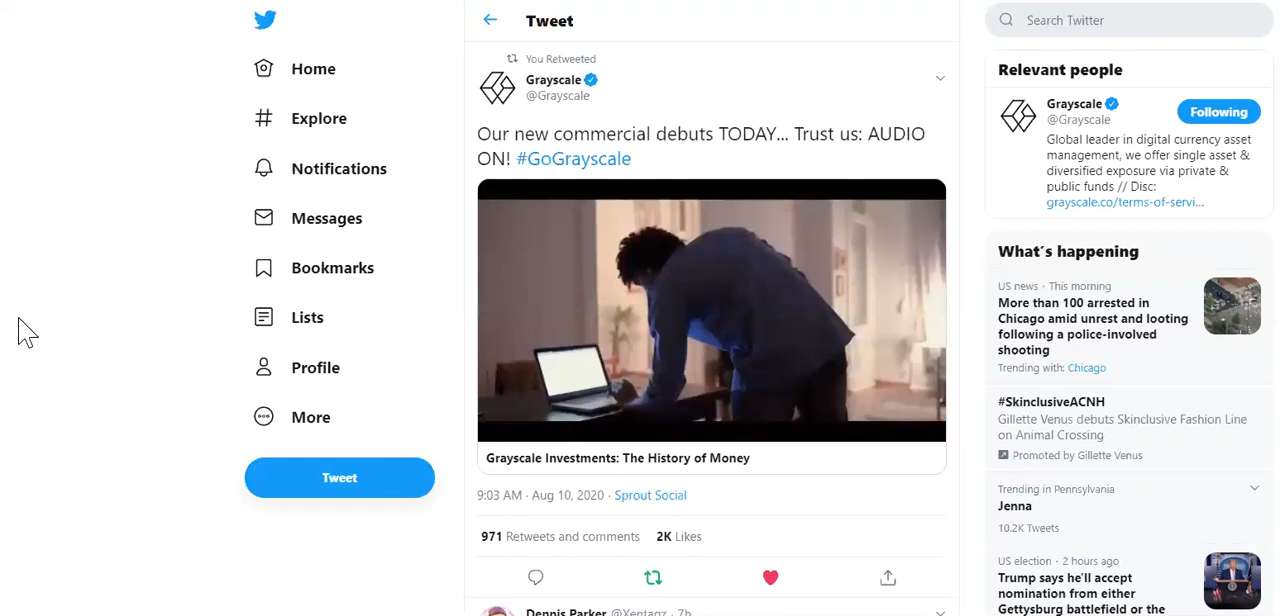 Home
Explore
Notifications
Messages
Bookmarks
Lists
Profile
More
Tweet
Tweet
You Retweeted
Grayscale
@Grayscale
Our new commercial debuts TODAY... Trust us: AUDIO
ON! #GoGrayscale
Grayscale Investments: The History of Money
9:03 AM · Aug 10, 2020 · Sprout Social
971 Retweets and comments 2K Likes
Dennis Parker @Xentagz · 7h
Search Twitter
Relevant people
Grayscale
@Grayscale
Following
Global leader in digital currency asset
management, we offer single asset &
diversified exposure via private &
public funds // Disc:
grayscale.co/terms-of-servi...
What's happening
US news · This morning
More than 100 arrested in
Chicago amid unrest and looting
following a police-involved
shooting
Trending with: Chicago
#SkinclusiveACNH
Gillette Venus debuts Skinclusive Fashion Line
on Animal Crossing
Promoted by Gillette Venus
Trending in Pennsylvania
Jenna
10.2K Tweets
US election · 2 hours ago
Trump says he'll accept
nomination from either
Gettysburg battlefield or the